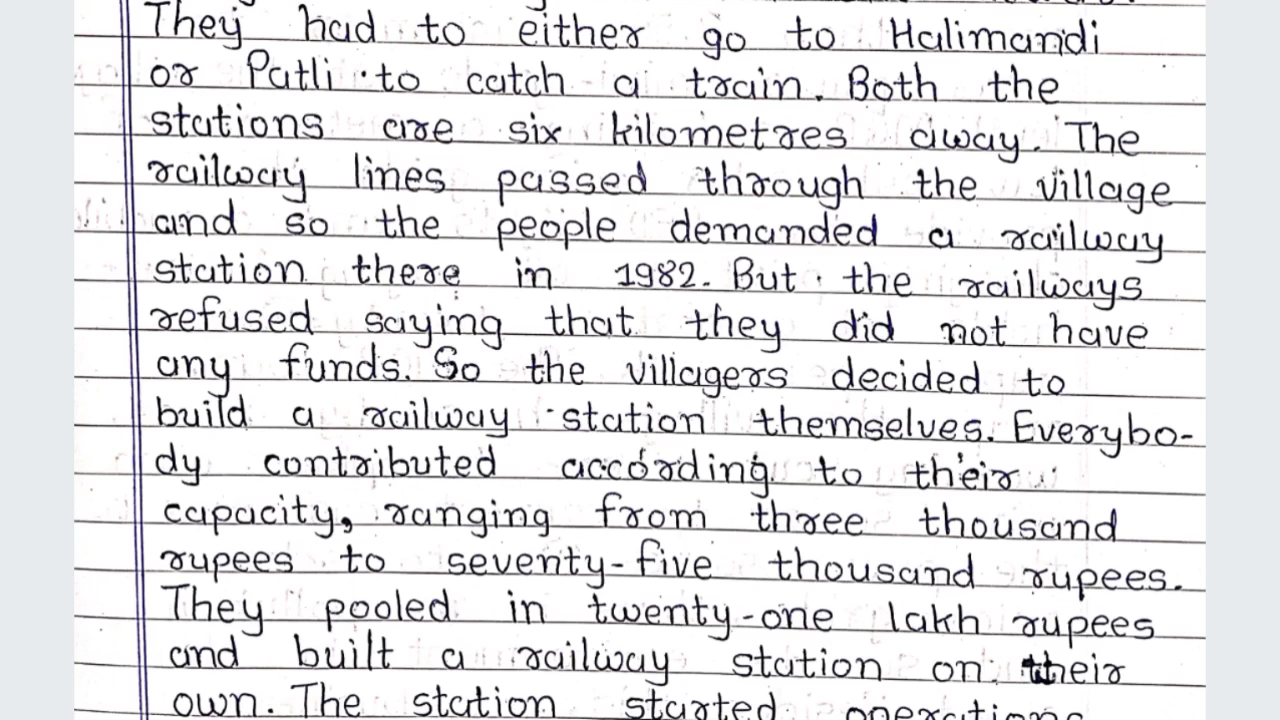 They had to either go to Halimandi
or Patli to catch a train. Both the
stations are six kilometres away. The
railway lines passed through the village
and so the people demanded a railway
station there in 1982. But the railways
refused saying that they did not have
any funds. So the villagers decided to
build a railway station themselves. Everybo-
dy contributed according to their
capacity, ranging from three thousand
rupees to seventy-five thousand rupees.
They pooled in twenty-one lakh rupees
and built a railway station on their
own. The station started operations